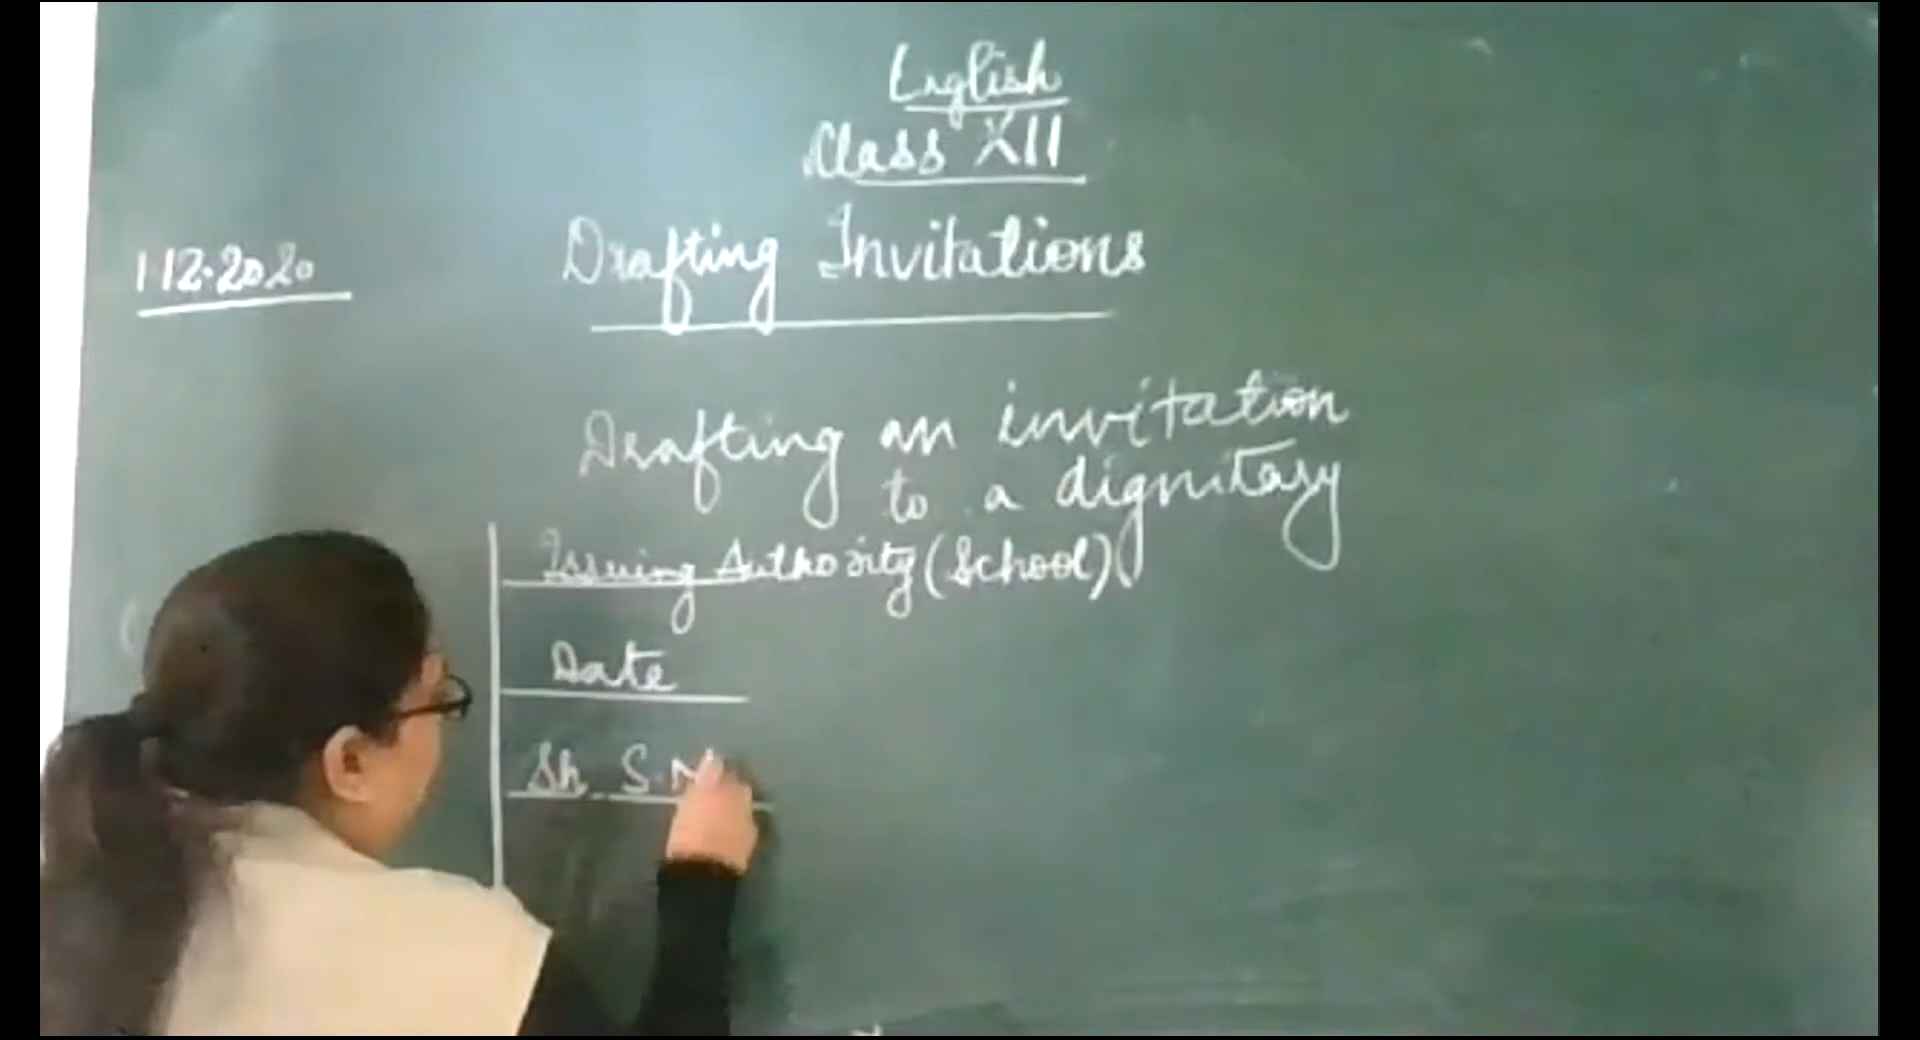 English
Class XII
1·12·2020
Drafting Invitations
Drafting an invitation
to a dignitary
Issuing Authority (School)
Date
Sh. S.N